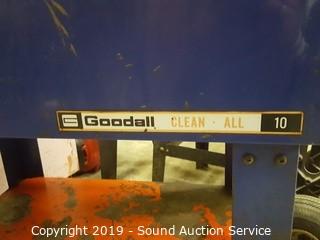 G Goodall CLEAN · ALL 10
Copyright 2019 - Sound Auction Service